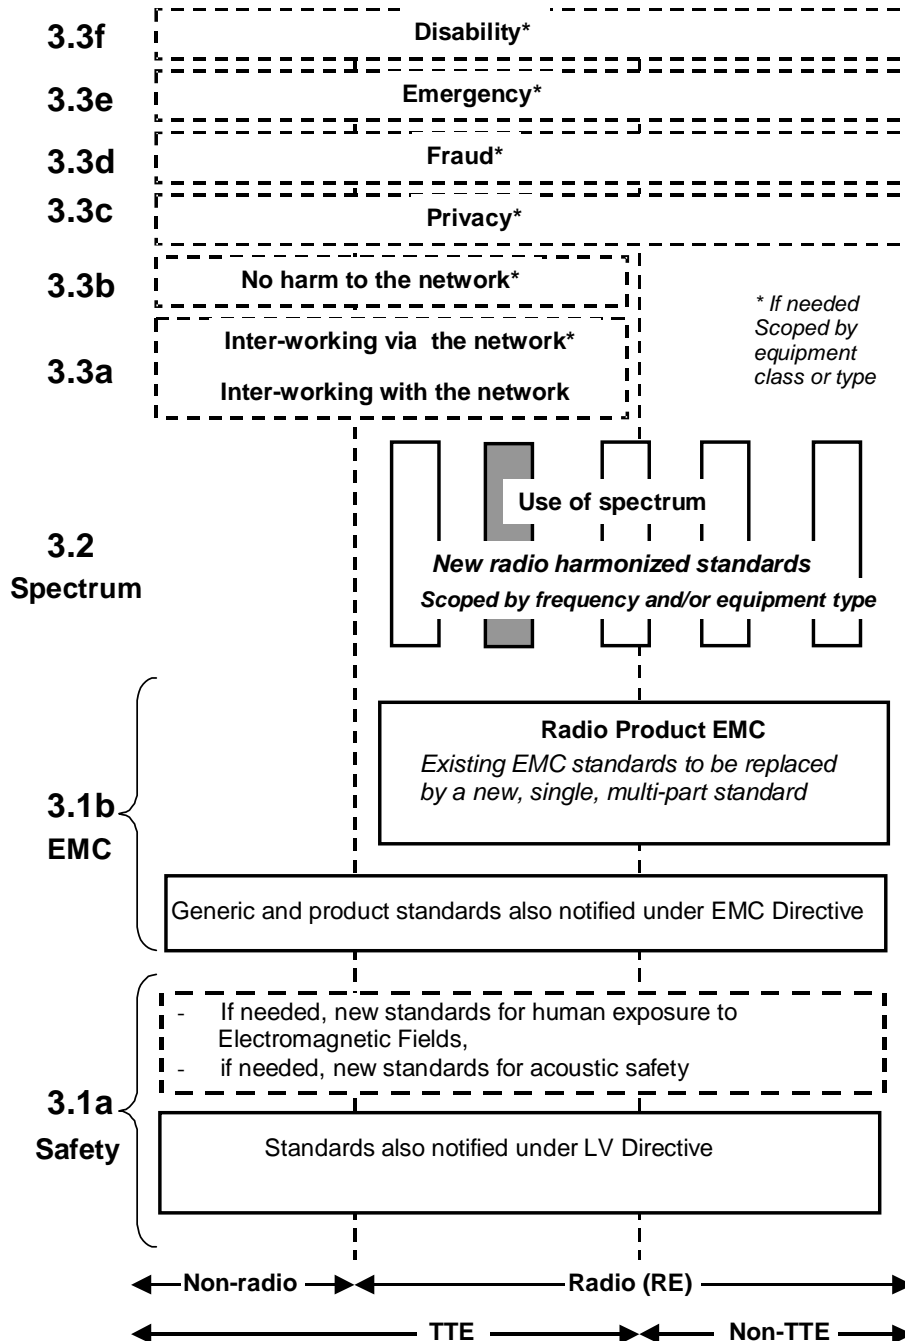 3.3f
Disability*
3.3e
Emergency*
3.3d
Fraud*
3.3c
Privacy*
3.3b
No harm to the network*
3.3a
Inter-working via the network*
Inter-working with the network
* If needed
Scoped by
equipment
class or type
3.2
Spectrum
Use of spectrum
New radio harmonized standards
Scoped by frequency and/or equipment type
3.1b
EMC
Radio Product EMC
Existing EMC standards to be replaced
by a new, single, multi-part standard
Generic and product standards also notified under EMC Directive
3.1a
Safety
- If needed, new standards for human exposure to
Electromagnetic Fields,
- if needed, new standards for acoustic safety
Standards also notified under LV Directive
Non-radio
Radio (RE)
TTE
Non-TTE